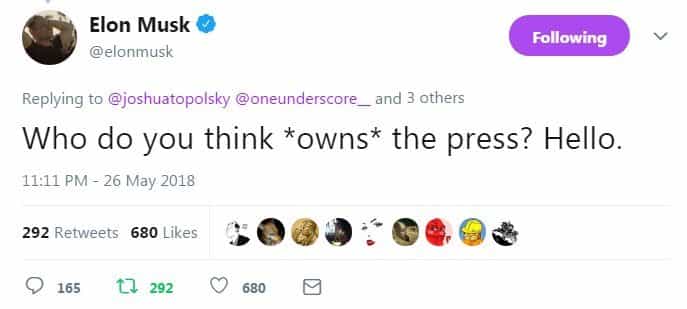 Elon Musk
Following
@elonmusk
Replying to @joshuatopolsky @oneunderscore__ and 3 others
Who do you think *owns* the press? Hello.
11:11 PM - 26 May 2018
292 Retweets 680 Likes
165 292 680